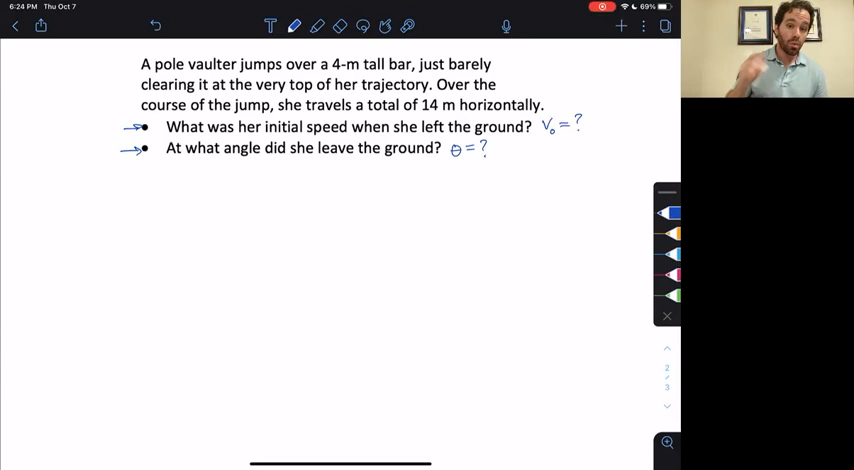 6:24 PM Thu Oct 7
69%
A pole vaulter jumps over a 4-m tall bar, just barely
clearing it at the very top of her trajectory. Over the
course of the jump, she travels a total of 14 m horizontally.
• What was her initial speed when she left the ground? V₀ = ?
• At what angle did she leave the ground? θ = ?
2
/
3